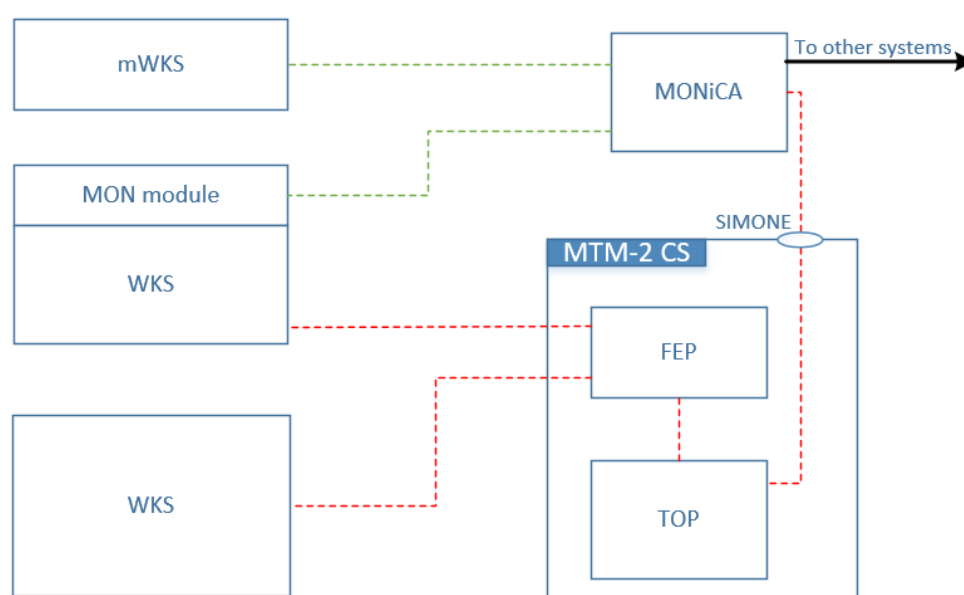 mWKS
MONiCA
To other systems
MON module
WKS
SIMONE
MTM-2 CS
FEP
WKS
TOP